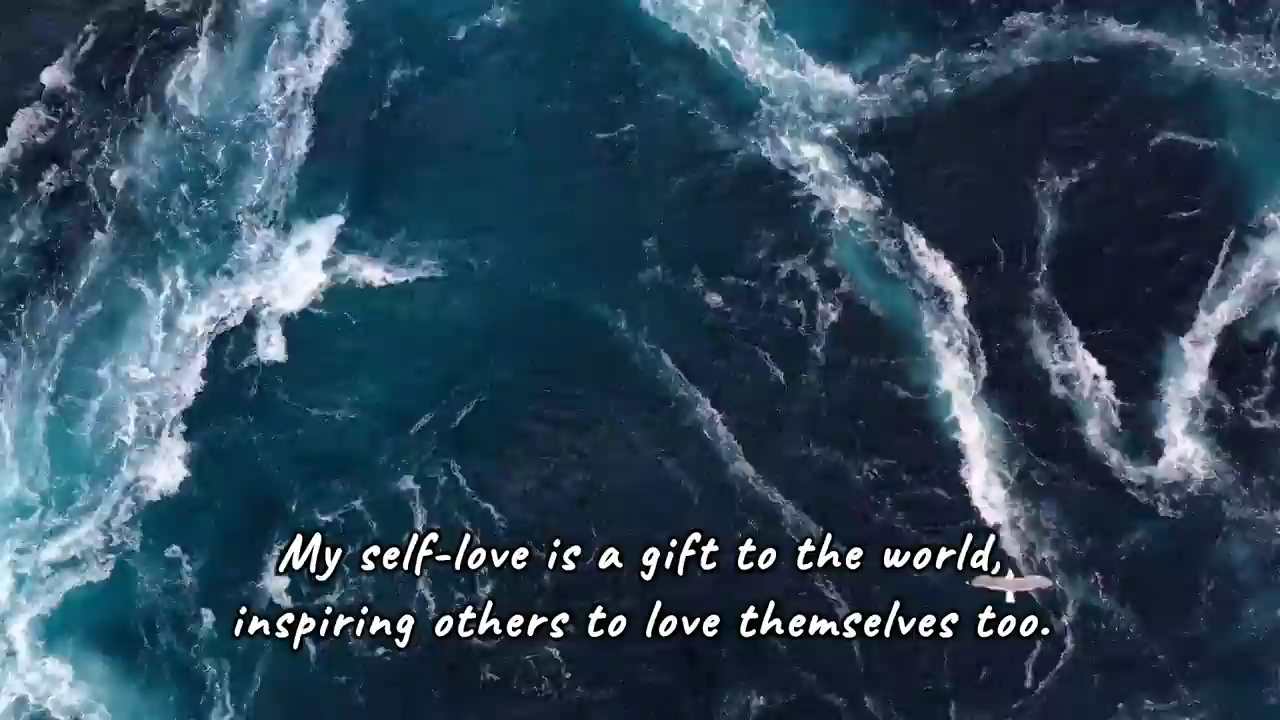 My self-love is a gift to the world,
inspiring others to love themselves too.